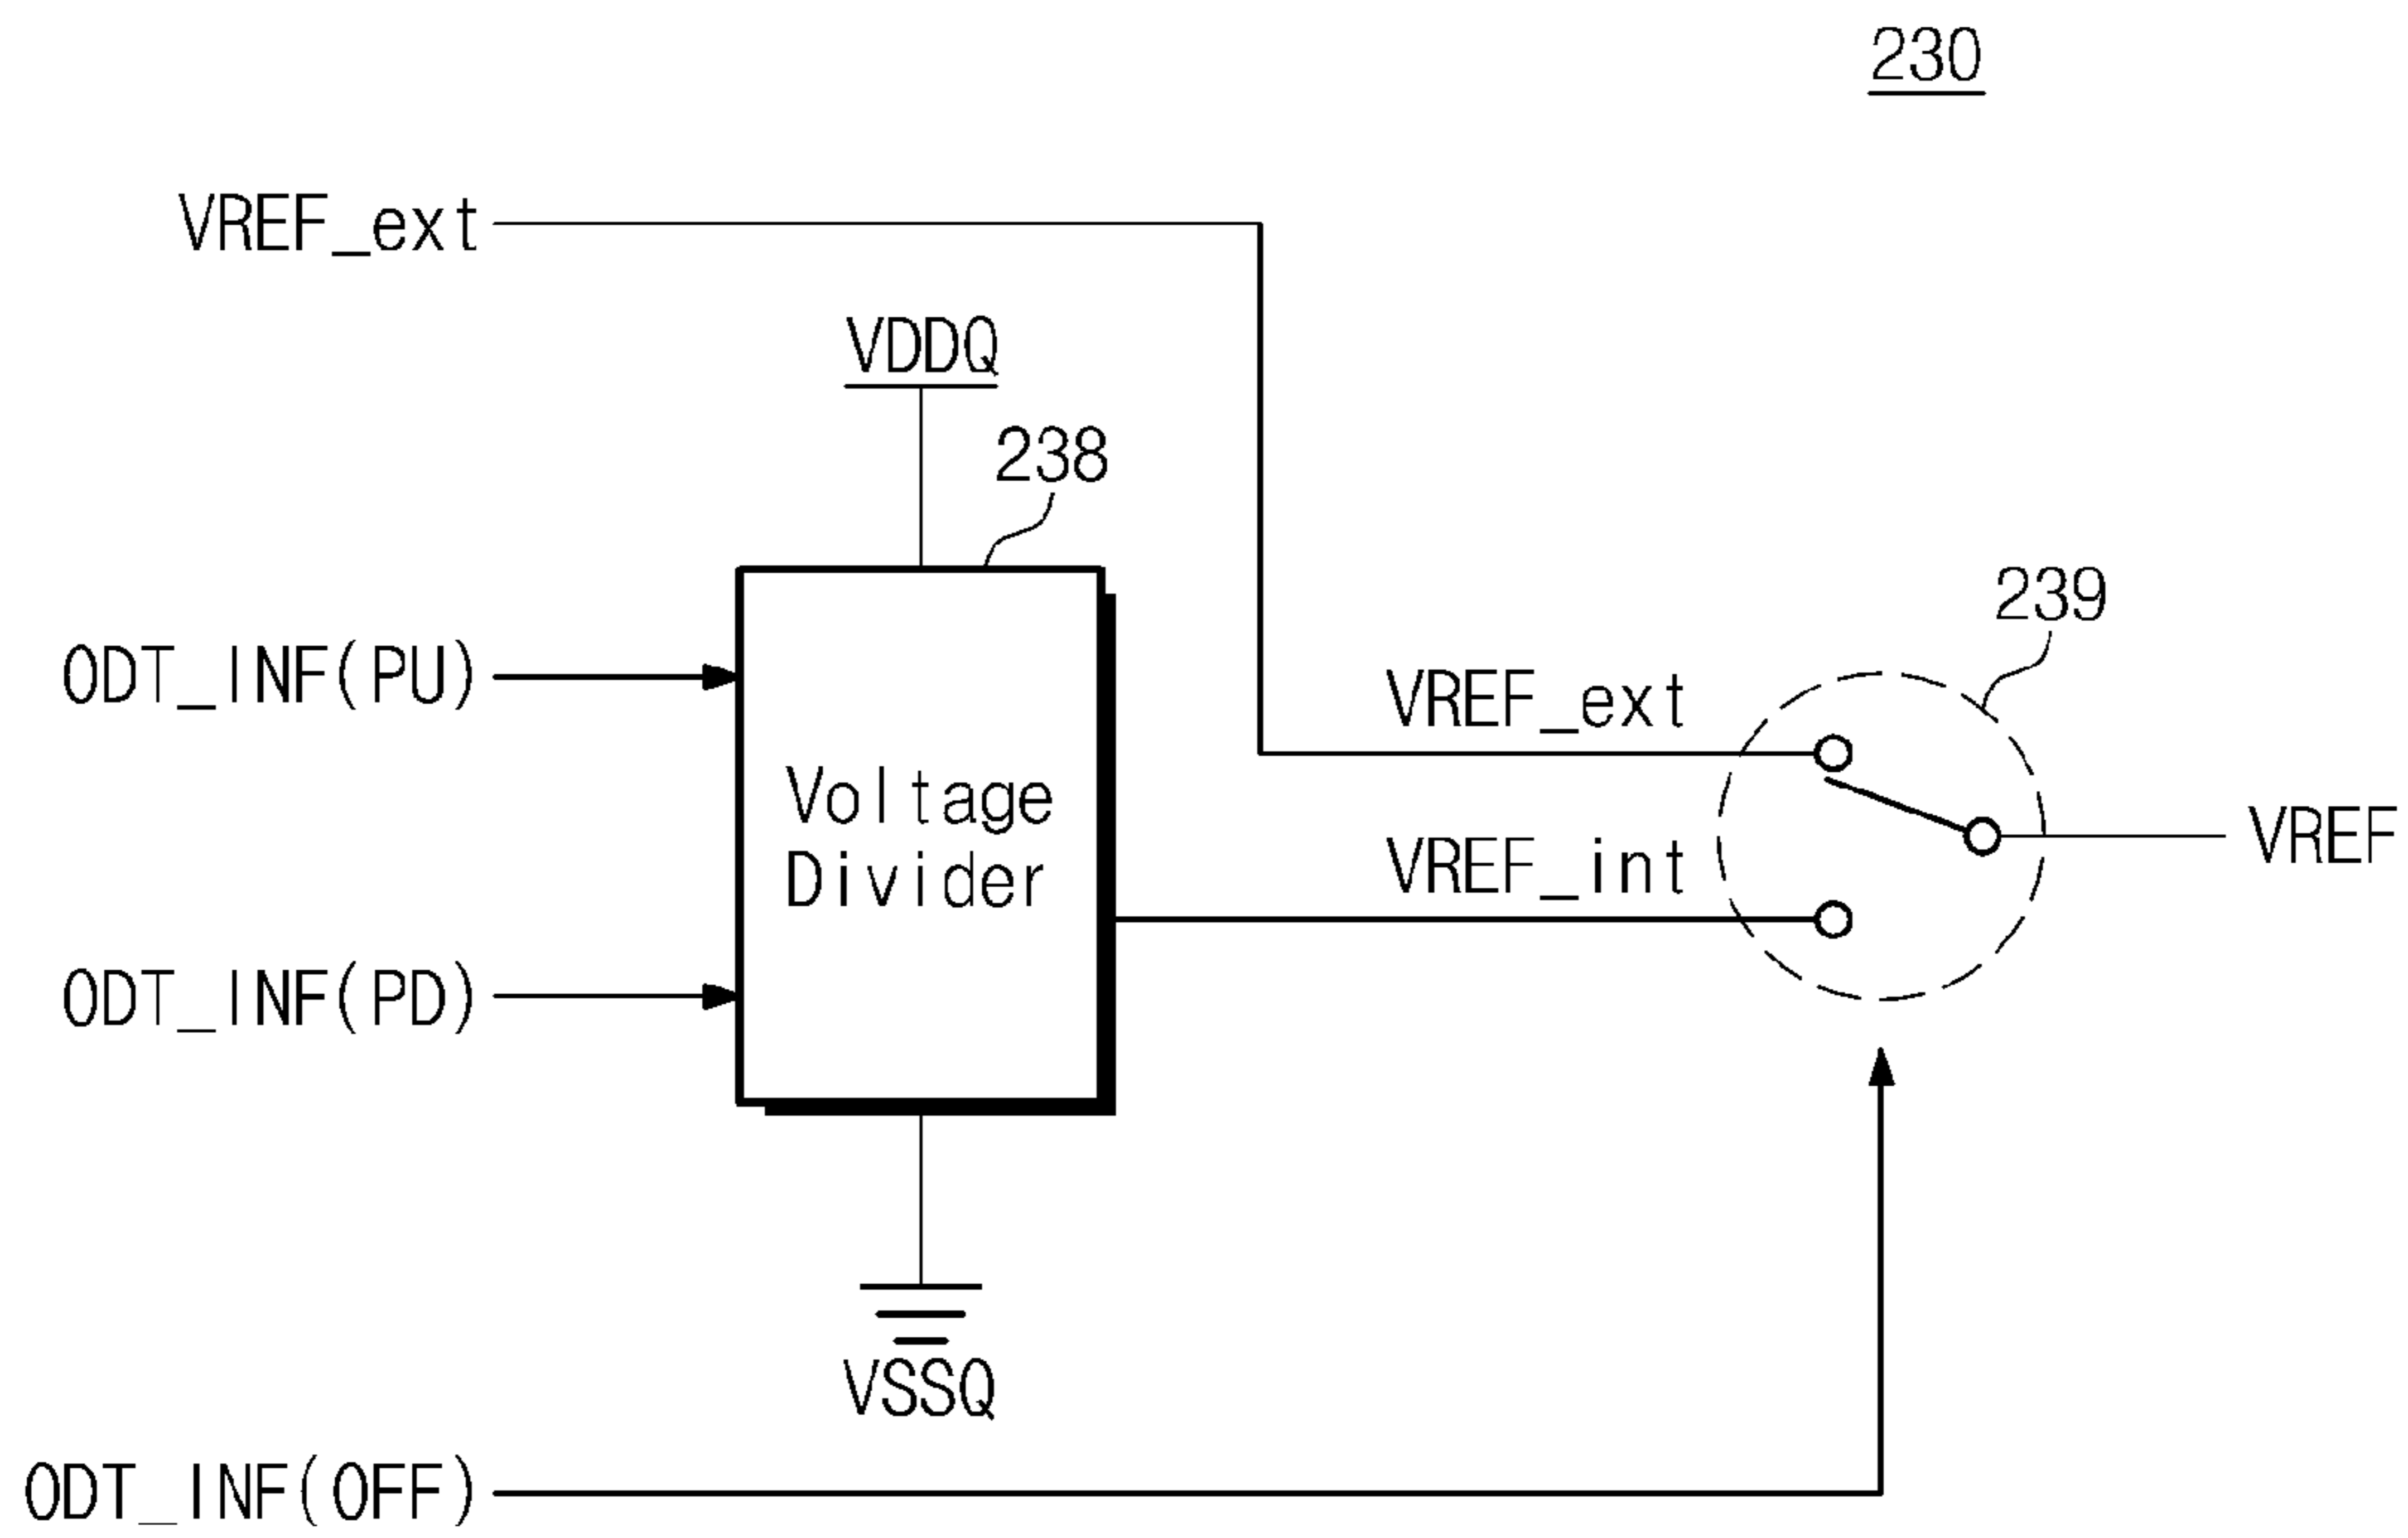 230
VREF_ext
VDDQ
238
239
ODT_INF(PU)
VREF_ext
Voltage
Divider
VREF_int
VREF
ODT_INF(PD)
VSSQ
ODT_INF(OFF)